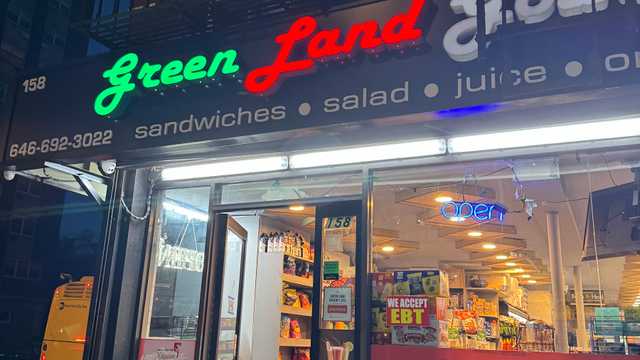 Green Land
158
646-692-3022
sandwiches • salad • juice •
open
158
WE ACCEPT
EBT